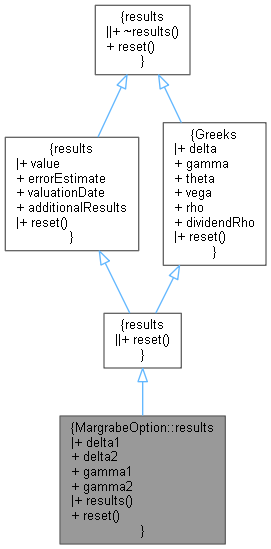 {results
||+ ~results()
+ reset()
}
{results
|+ value
+ errorEstimate
+ valuationDate
+ additionalResults
|+ reset()
}
{Greeks
|+ delta
+ gamma
+ theta
+ vega
+ rho
+ dividendRho
|+ reset()
}
{results
||+ reset()
}
{MargrabeOption::results
|+ delta1
+ delta2
+ gamma1
+ gamma2
|+ results()
+ reset()
}